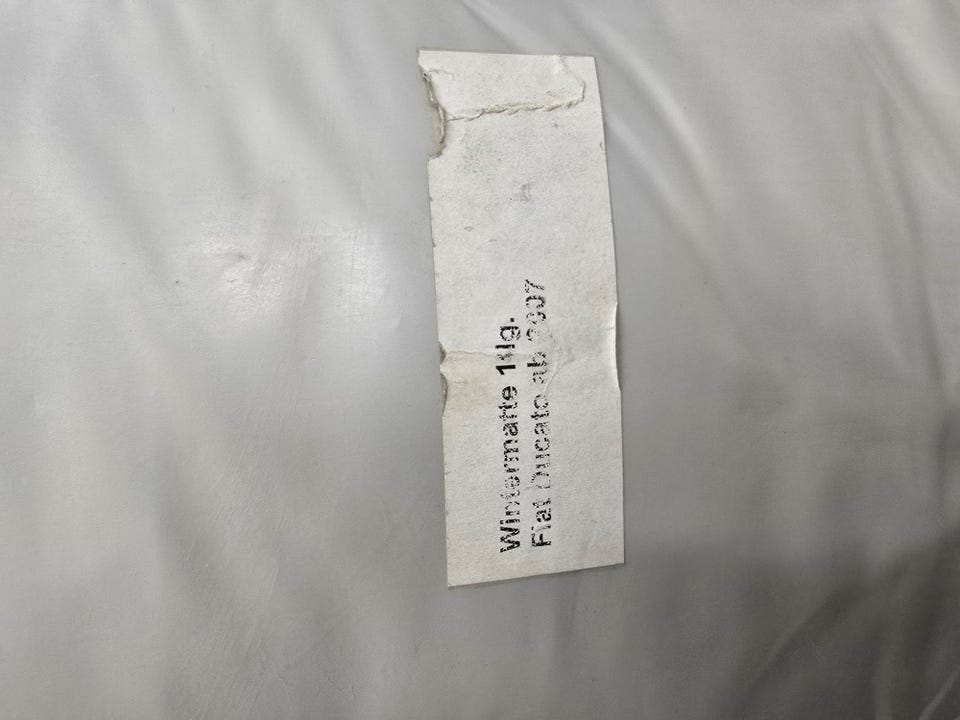 Wintermatte 1tlg.
Fiat Ducato ab 2007